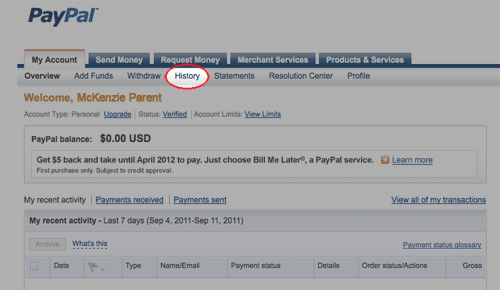 PayPal
My Account Send Money Request Money Merchant Services Products & Services
Overview Add Funds Withdraw History Statements Resolution Center Profile
Welcome, McKenzie Parent
Account Type: Personal Upgrade | Status: Verified | Account Limits: View Limits
PayPal balance: $0.00 USD
Get $5 back and take until April 2012 to pay. Just choose Bill Me Later®, a PayPal service. Learn more
First purchase only. Subject to credit approval.
My recent activity | Payments received | Payments sent View all of my transactions
My recent activity - Last 7 days (Sep 4, 2011-Sep 11, 2011)
Archive What's this Payment status glossary
Date Type Name/Email Payment status Details Order status/Actions Gross